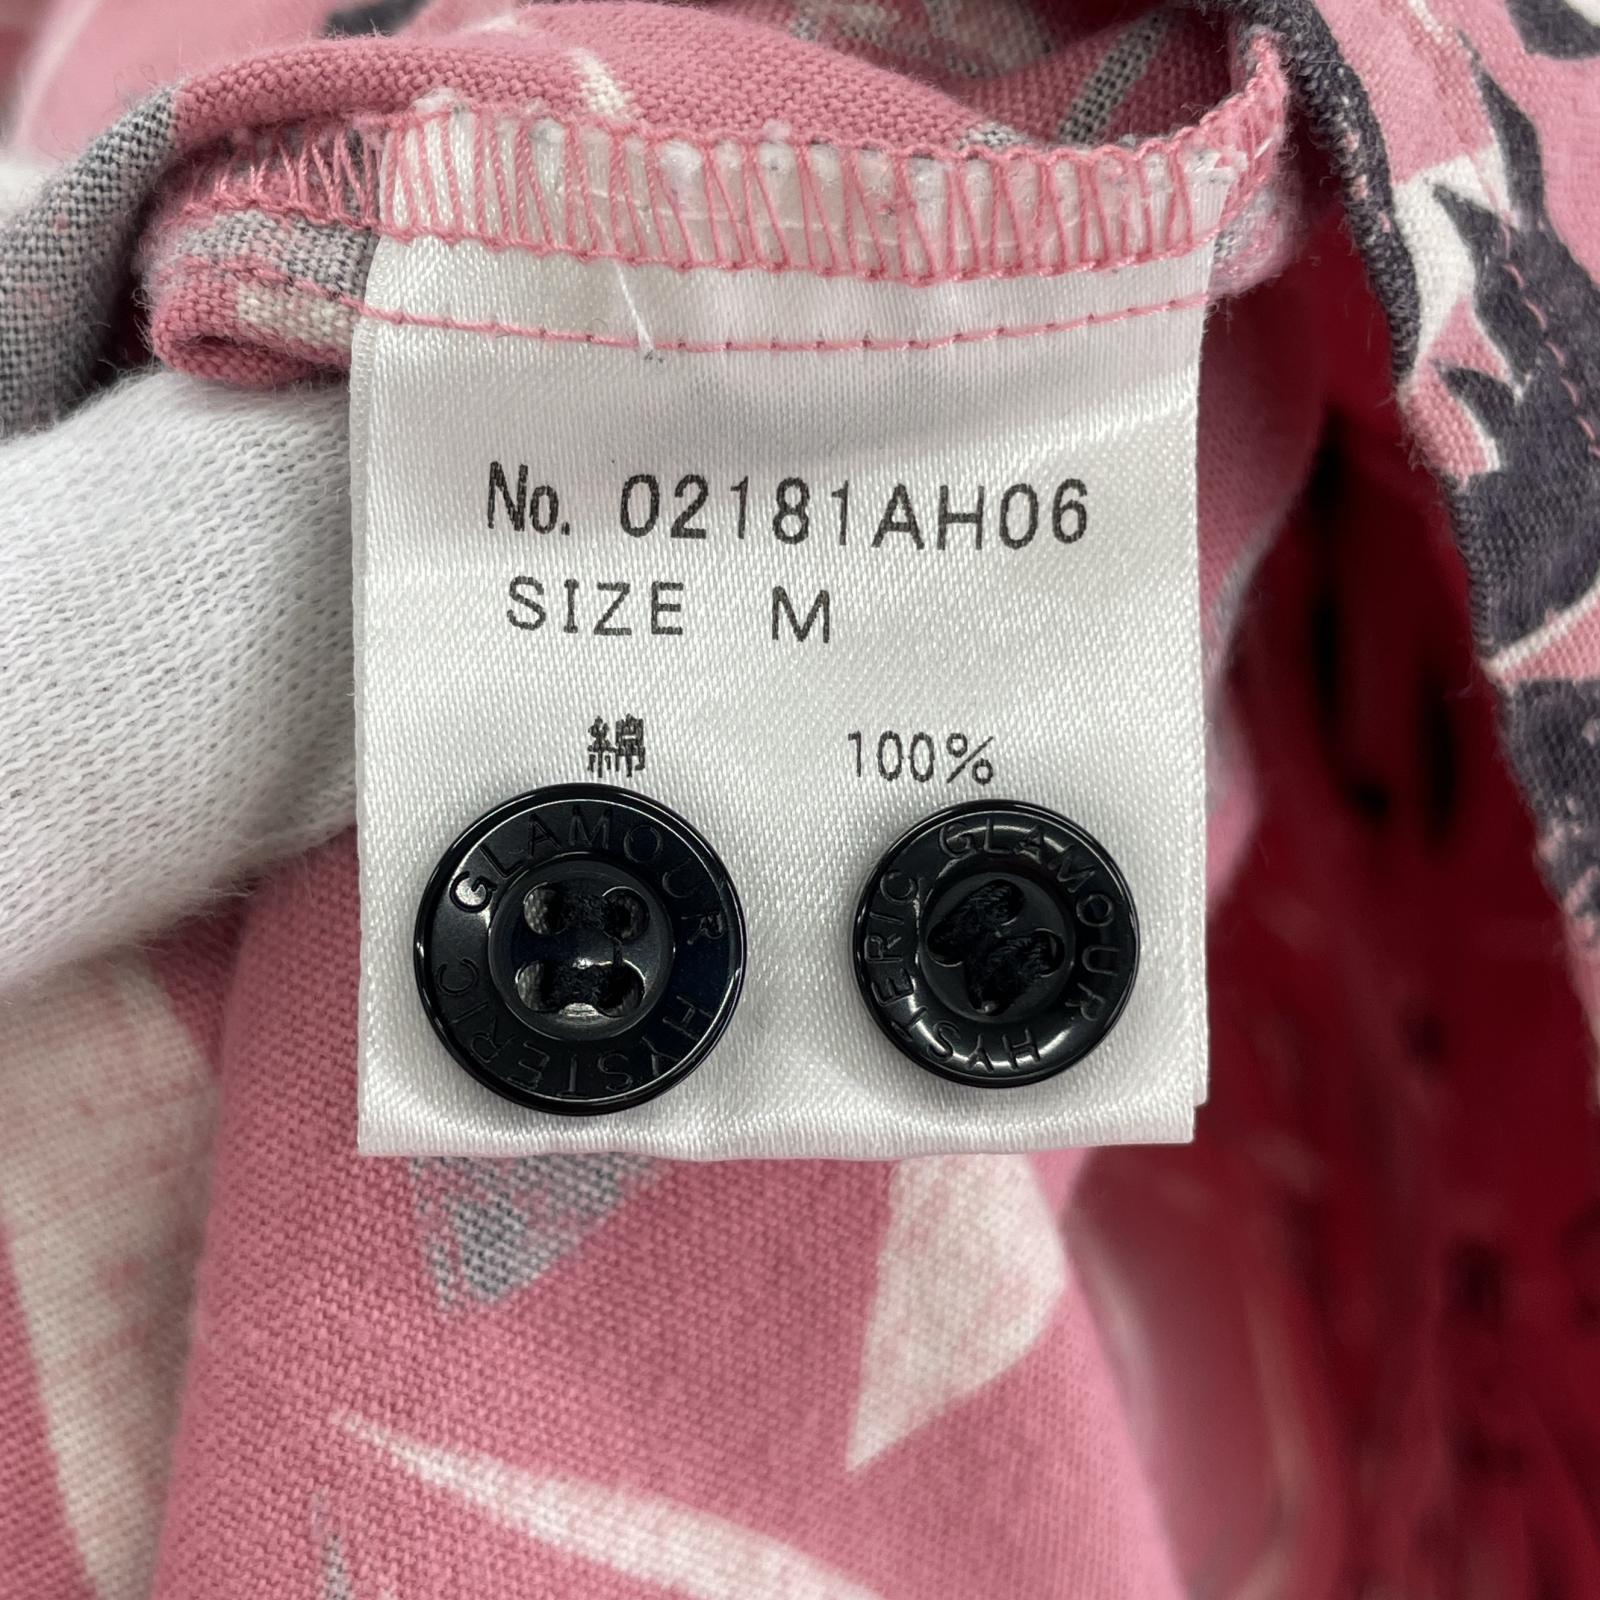 No. 02181AH06
SIZE M
綿 100%
GLAMOUR HYSTERIC
GLAMOUR HYSTERIC